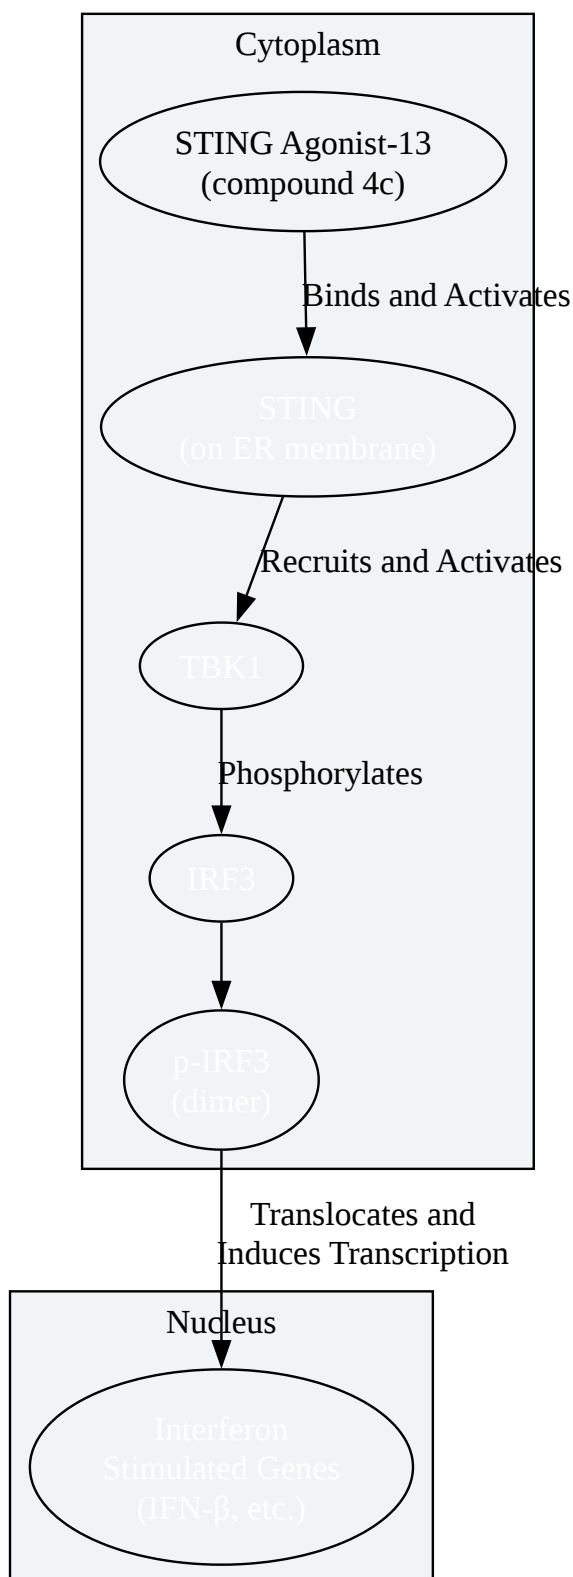 Cytoplasm
STING Agonist-13
(compound 4c)
Binds and Activates
STING
(on ER membrane)
Recruits and Activates
TBK1
Phosphorylates
IRF3
p-IRF3
(dimer)
Translocates and
Induces Transcription
Nucleus
Interferon
Stimulated Genes
(IFN-β, etc.)